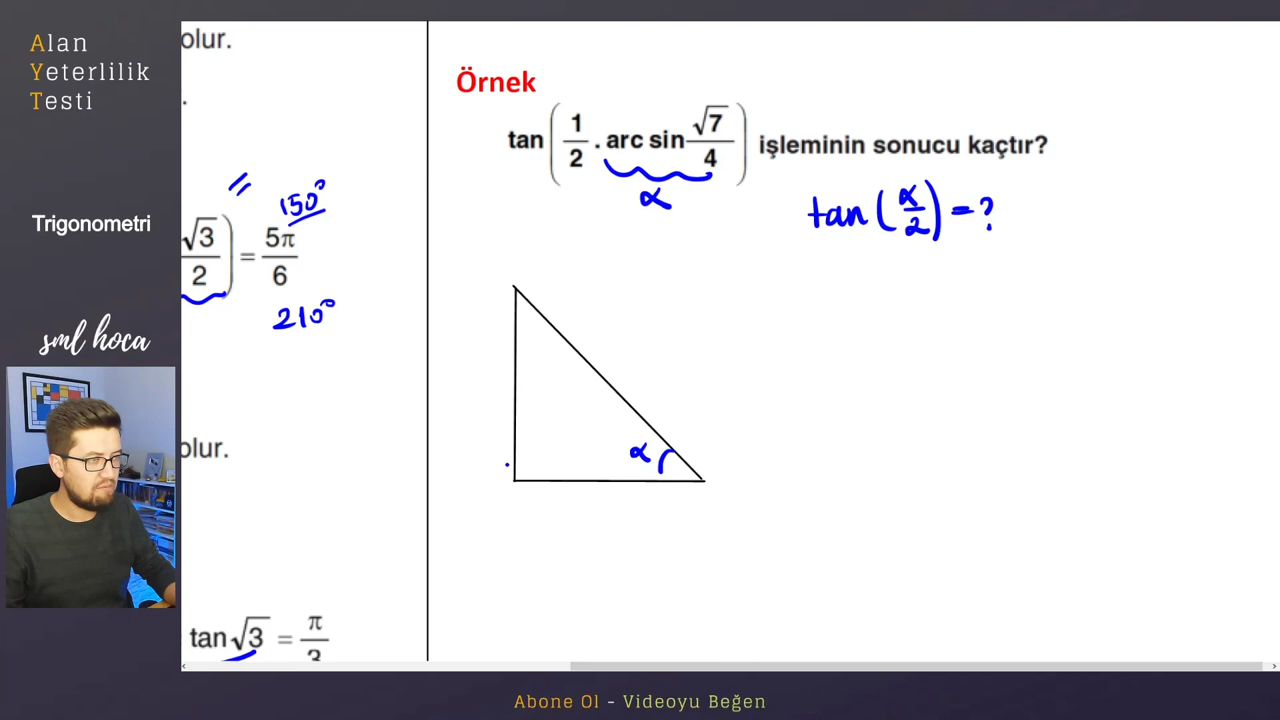 Alan
Yeterlilik
Testi
Trigonometri
sml hoca
olur.
.
150°
√3/2) = 5π/6
210°
olur.
tan√3 = π/3
Örnek
tan(1/2 . arc sin √7/4) işleminin sonucu kaçtır?
α
tan(α/2) = ?
α
Abone Ol - Videoyu Beğen